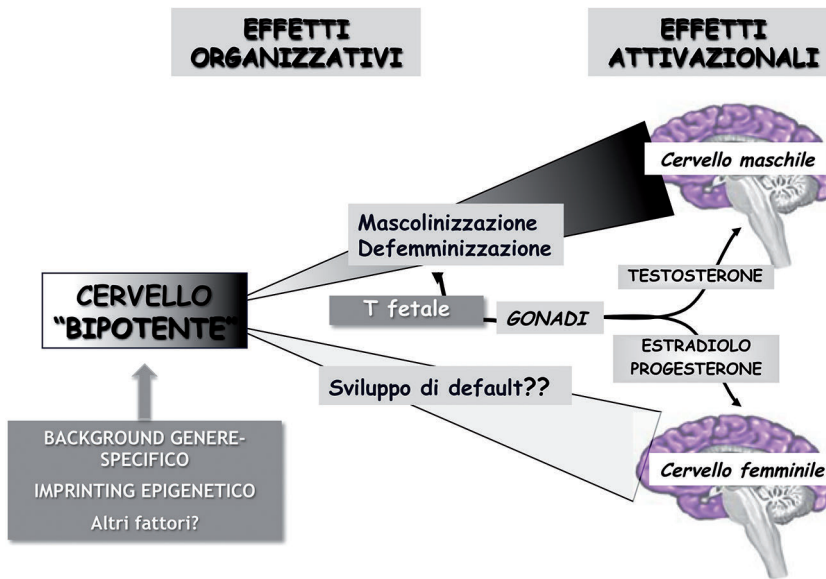 EFFETTI
ORGANIZZATIVI
EFFETTI
ATTIVAZIONALI
Cervello maschile
Mascolinizzazione
Defemminizzazione
TESTOSTERONE
CERVELLO
"BIPOTENTE"
T fetale
GONADI
ESTRADIOLO
PROGESTERONE
Sviluppo di default??
BACKGROUND GENERE-
SPECIFICO
IMPRINTING EPIGENETICO
Altri fattori?
Cervello femminile